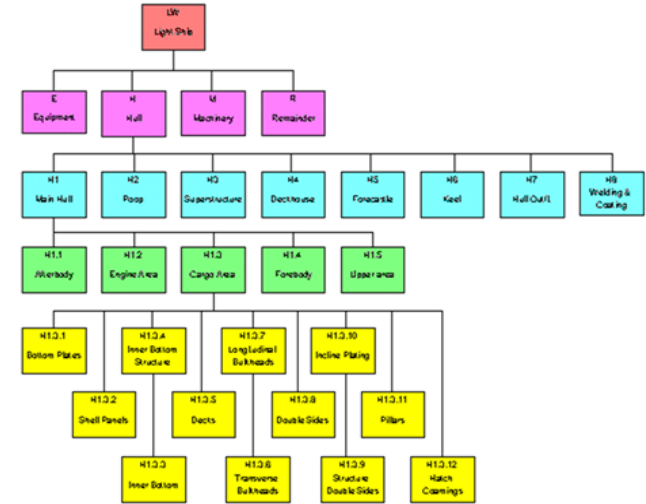 LW
Light Ship
E
Equipment
H
Hull
M
Machinery
R
Remainder
H1
Main Hull
H2
Poop
H3
Superstructure
H4
Deckhouse
H5
Forecastle
H6
Keel
H7
Hull Outfit
H8
Welding &
Coating
H1.1
Afterbody
H1.2
Engine Area
H1.3
Cargo Area
H1.4
Forebody
H1.5
Upper area
H1.3.1
Bottom Plates
H1.3.4
Inner Bottom
Structure
H1.3.7
Longitudinal
Bulkheads
H1.3.10
Incline Plating
H1.3.2
Shell Panels
H1.3.5
Decks
H1.3.8
Double Sides
H1.3.11
Pillars
H1.3.3
Inner Bottom
H1.3.6
Transverse
Bulkheads
H1.3.9
Structure
Double Sides
H1.3.12
Hatch
Coamings